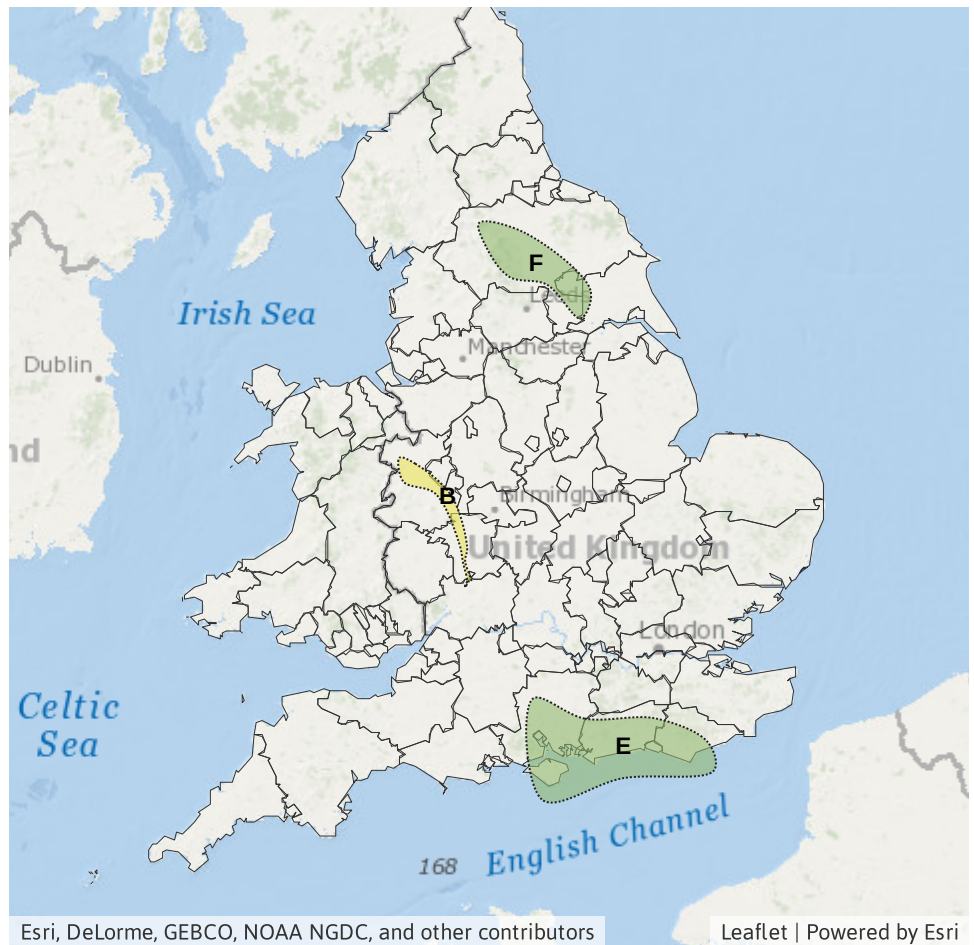 F
Leeds
Irish Sea
Manchester
Dublin
nd
B
Birmingham
United Kingdom
London
Celtic
Sea
E
English Channel
168
Esri, DeLorme, GEBCO, NOAA NGDC, and other contributors
Leaflet | Powered by Esri